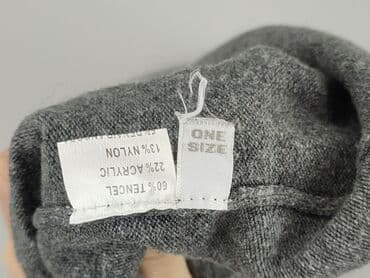 ONE
SIZE
60% TENCEL
22% ACRYLIC
13% NYLON